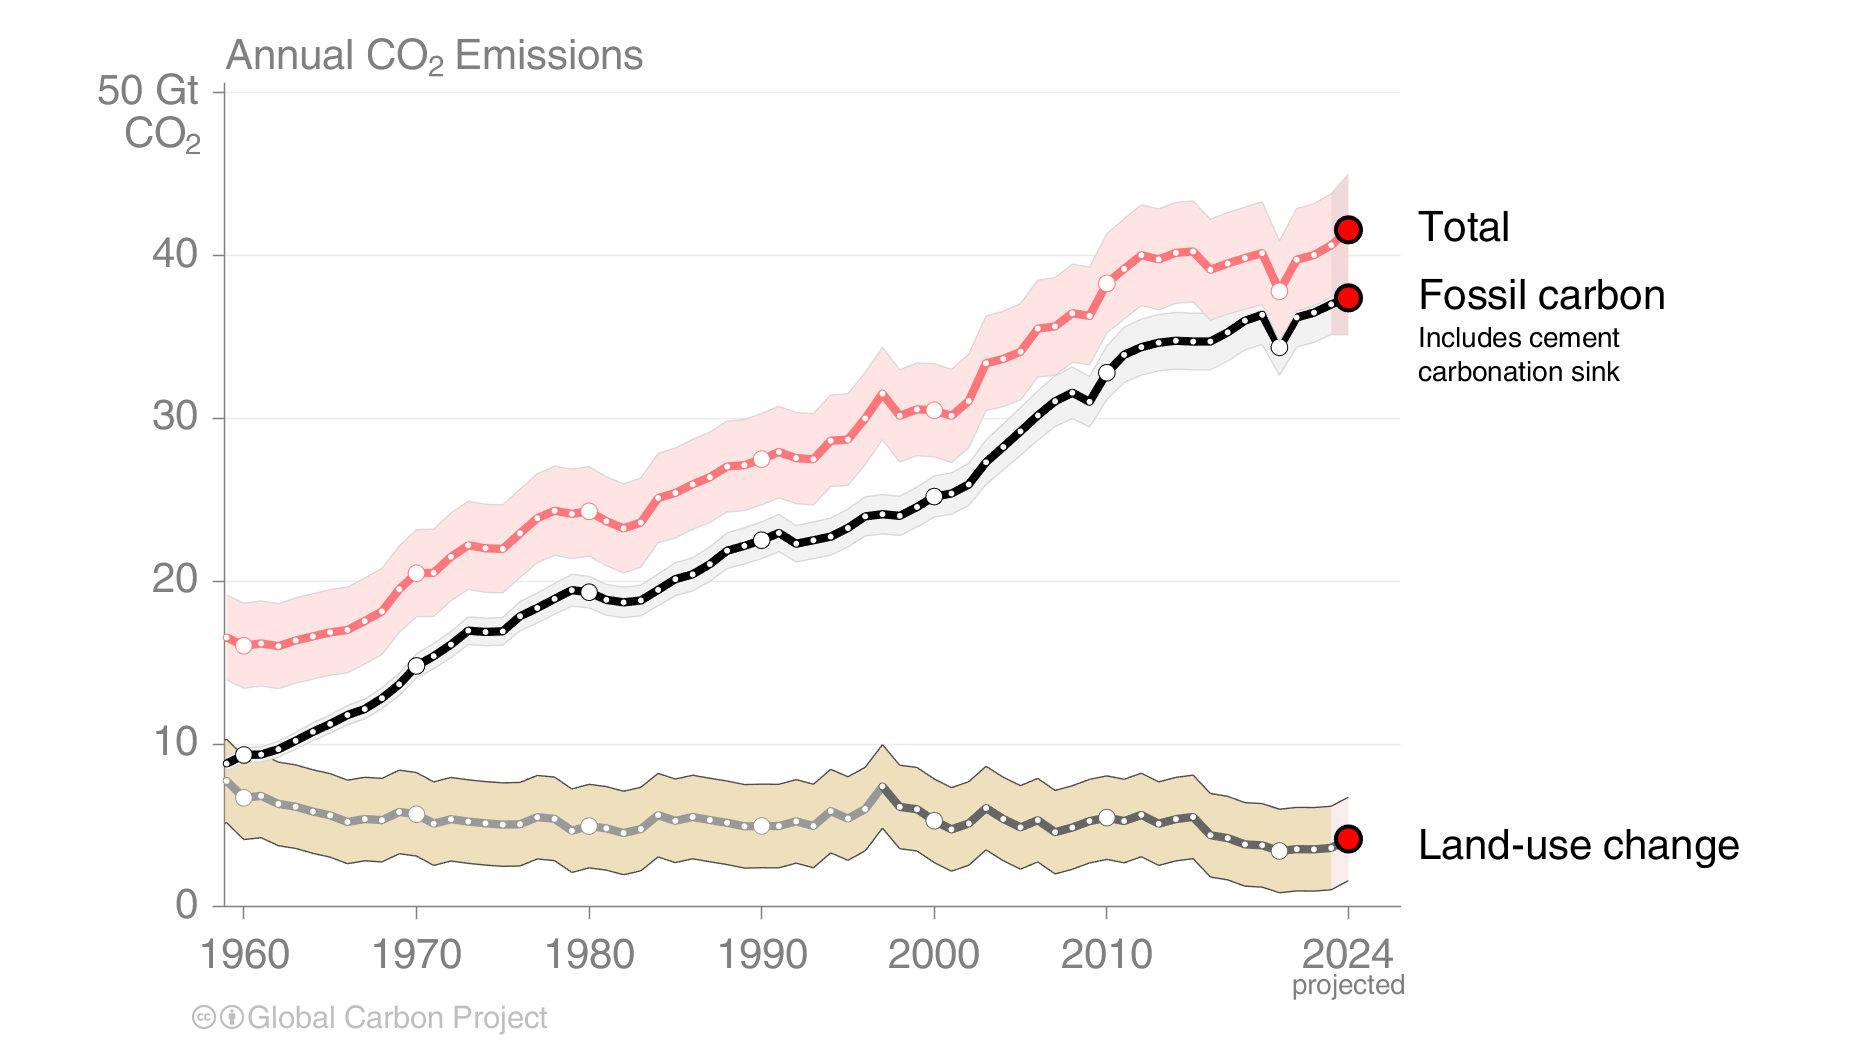 Annual CO₂ Emissions
50 Gt
CO₂
40
30
20
10
0
Total
Fossil carbon
Includes cement
carbonation sink
Land-use change
1960 1970 1980 1990 2000 2010 2024
projected
cc Global Carbon Project